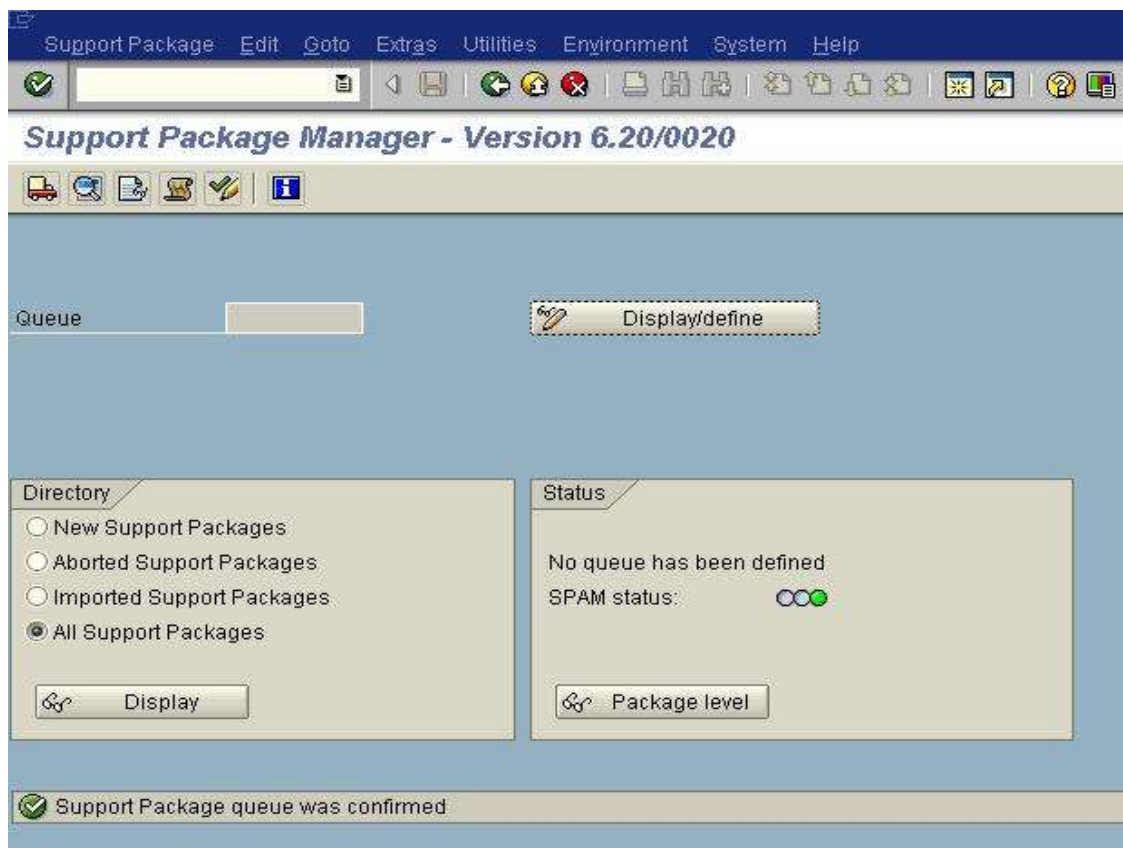 Support Package Edit Goto Extras Utilities Environment System Help
Support Package Manager - Version 6.20/0020
Queue
Display/define
Directory
New Support Packages
Aborted Support Packages
Imported Support Packages
All Support Packages
Display
Status
No queue has been defined
SPAM status:
Package level
Support Package queue was confirmed